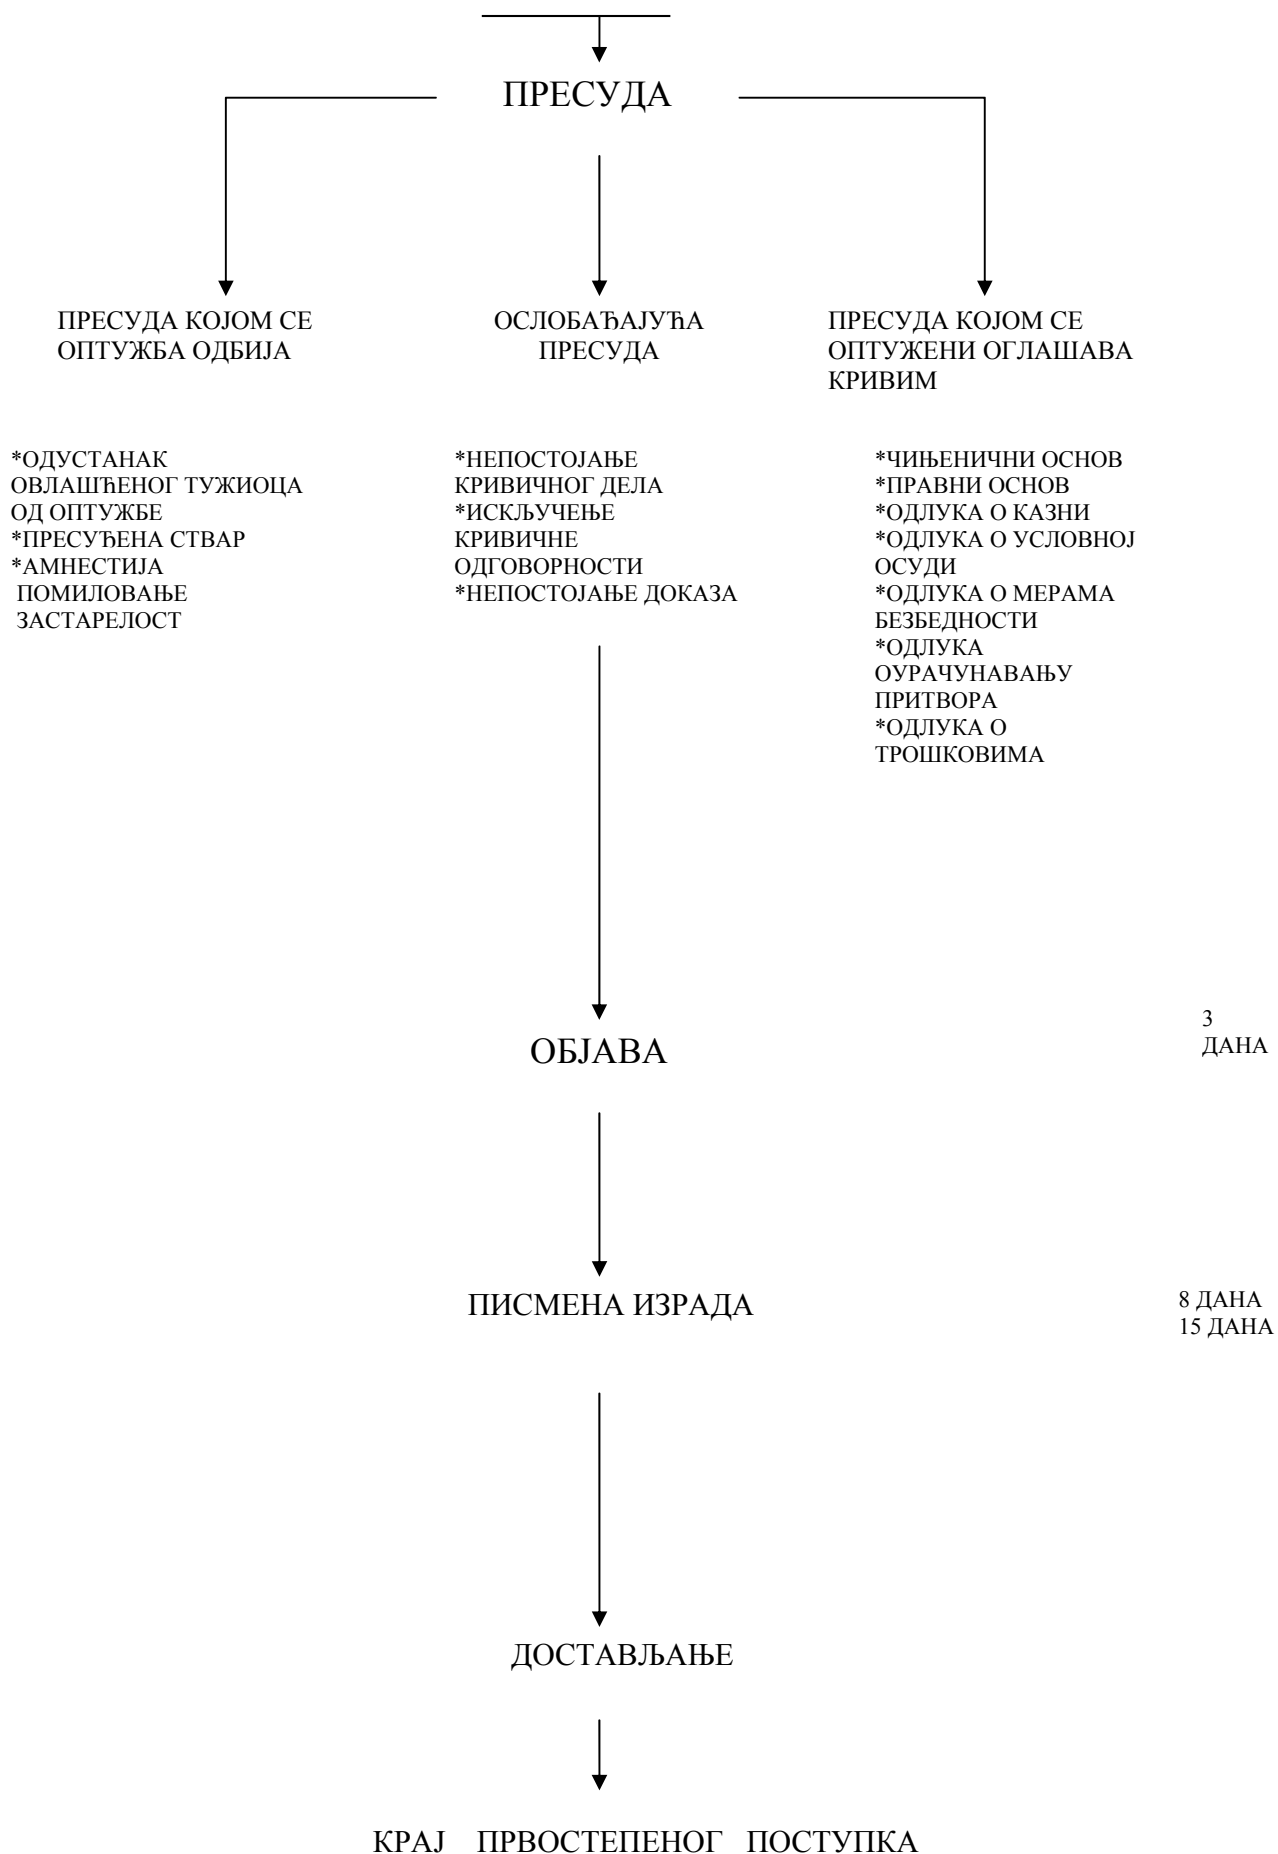 ПРЕСУДА
ПРЕСУДА КОЈОМ СЕ
ОПТУЖБА ОДБИЈА
ОСЛОБАЂАЈУЋА
ПРЕСУДА
ПРЕСУДА КОЈОМ СЕ
ОПТУЖЕНИ ОГЛАШАВА
КРИВИМ
*ОДУСТАНАК
ОВЛАШЋЕНОГ ТУЖИОЦА
ОД ОПТУЖБЕ
*ПРЕСУЂЕНА СТВАР
*АМНЕСТИЈА
ПОМИЛОВАЊЕ
ЗАСТАРЕЛОСТ
*НЕПОСТОЈАЊЕ
КРИВИЧНОГ ДЕЛА
*ИСКЉУЧЕЊЕ
КРИВИЧНЕ
ОДГОВОРНОСТИ
*НЕПОСТОЈАЊЕ ДОКАЗА
*ЧИЊЕНИЧНИ ОСНОВ
*ПРАВНИ ОСНОВ
*ОДЛУКА О КАЗНИ
*ОДЛУКА О УСЛОВНОЈ
ОСУДИ
*ОДЛУКА О МЕРАМА
БЕЗБЕДНОСТИ
*ОДЛУКА
ОУРАЧУНАВАЊУ
ПРИТВОРА
*ОДЛУКА О
ТРОШКОВИМА
ОБЈАВА
3
ДАНА
ПИСМЕНА ИЗРАДА
8 ДАНА
15 ДАНА
ДОСТАВЉАЊЕ
КРАЈ ПРВОСТЕПЕНОГ ПОСТУПКА